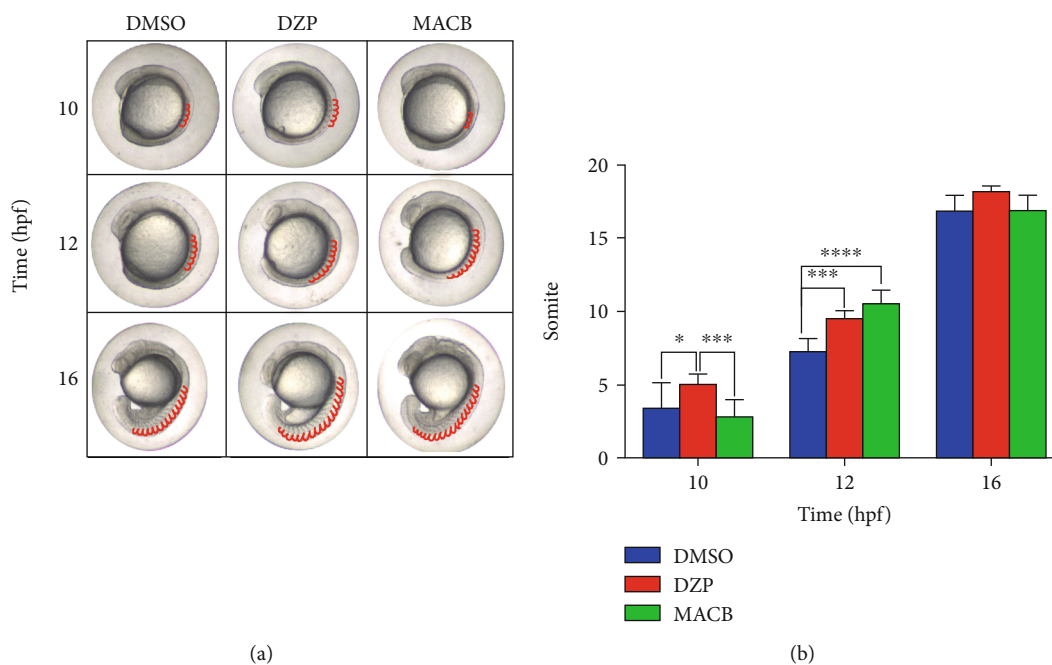 DMSO DZP MACB
Time (hpf)
10
12
16
(a)
Somite
20
15
10
5
0
* ***
*** ****
10 12 16
Time (hpf)
DMSO
DZP
MACB
(b)